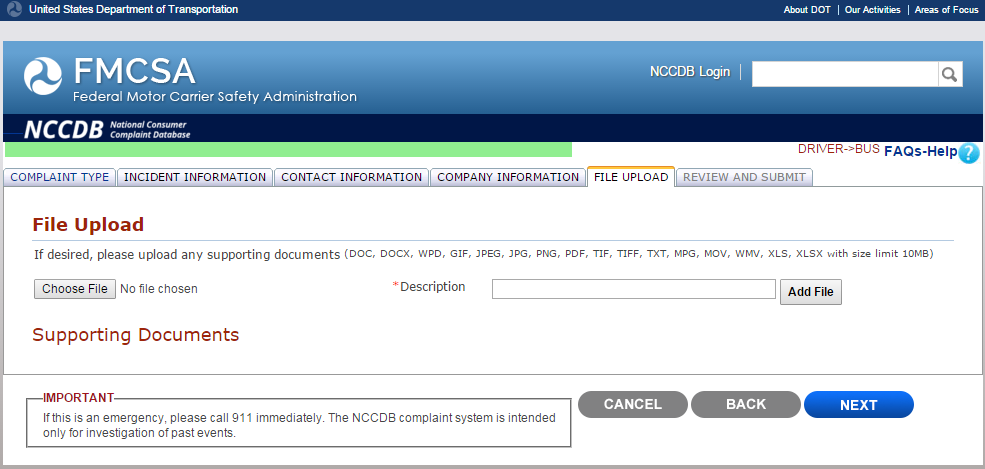 United States Department of Transportation
About DOT | Our Activities | Areas of Focus
FMCSA
Federal Motor Carrier Safety Administration
NCCDB Login |
NCCDB National Consumer
Complaint Database
DRIVER->BUS FAQs-Help ?
COMPLAINT TYPE INCIDENT INFORMATION CONTACT INFORMATION COMPANY INFORMATION FILE UPLOAD REVIEW AND SUBMIT
File Upload
If desired, please upload any supporting documents (DOC, DOCX, WPD, GIF, JPEG, JPG, PNG, PDF, TIF, TIFF, TXT, MPG, MOV, WMV, XLS, XLSX with size limit 10MB)
Choose File No file chosen *Description Add File
Supporting Documents
IMPORTANT
If this is an emergency, please call 911 immediately. The NCCDB complaint system is intended
only for investigation of past events.
CANCEL BACK NEXT